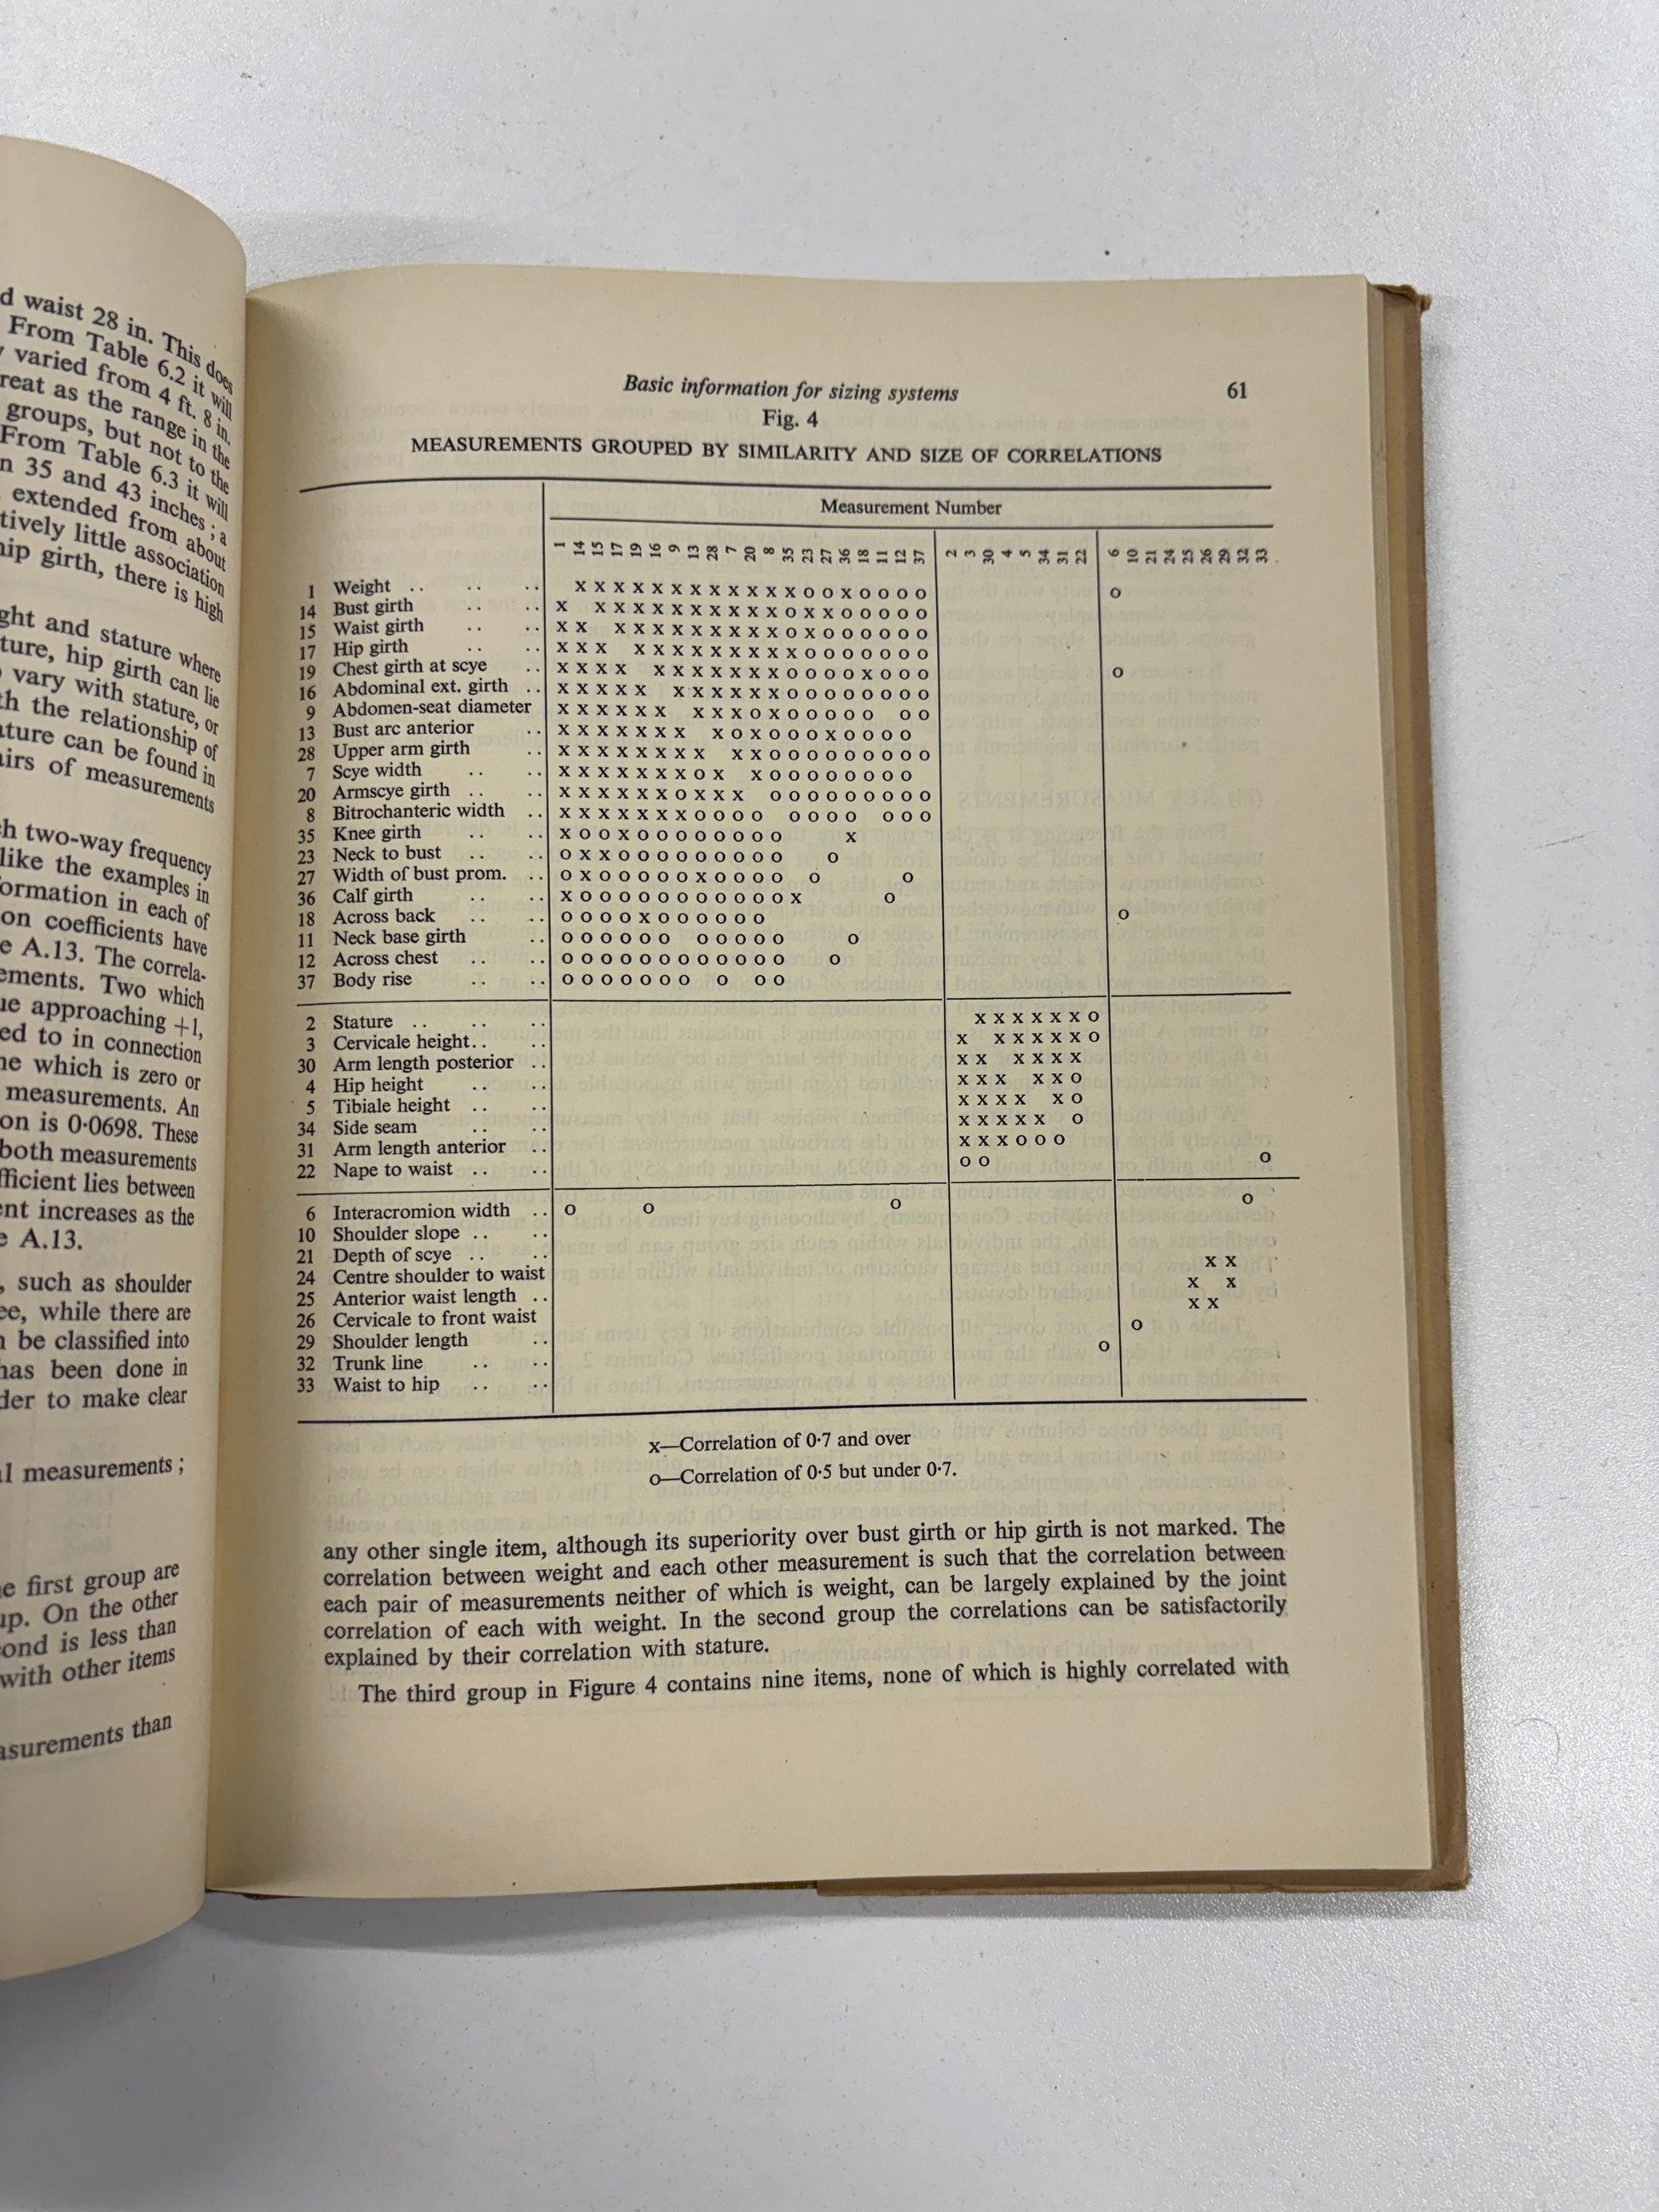 d waist 28 in. This does
From Table 6.2 it will
varied from 4 ft. 8 in.
reat as the range in the
groups, but not to the
From Table 6.3 it will
n 35 and 43 inches; a
extended from about
tively little association
hip girth, there is high
ght and stature where
ture, hip girth can lie
vary with stature, or
th the relationship of
ature can be found in
airs of measurements
ch two-way frequency
like the examples in
formation in each of
on coefficients have
e A.13. The correla-
ements. Two which
ue approaching +1,
ed to in connection
ne which is zero or
measurements. An
on is 0·0698. These
both measurements
fficient lies between
ent increases as the
e A.13.
, such as shoulder
ee, while there are
n be classified into
has been done in
der to make clear
al measurements;
e first group are
up. On the other
ond is less than
with other items
asurements than
Basic information for sizing systems 61
Fig. 4
MEASUREMENTS GROUPED BY SIMILARITY AND SIZE OF CORRELATIONS
Measurement Number
1 14 15 17 19 16 9 13 28 7 20 8 35 23 27 36 18 11 12 37 2 3 30 4 5 34 31 22 6 10 21 24 25 26 29 32 33
1 Weight .. .. .. x x x x x x x x x x x x o o x o o o o o
14 Bust girth .. .. x x x x x x x x x x x o x x o o o o o
15 Waist girth .. .. x x x x x x x x x x x o x o o o o o o
17 Hip girth .. .. x x x x x x x x x x x x o o o o o o o
19 Chest girth at scye .. x x x x x x x x x x x o o o o x o o o o
16 Abdominal ext. girth .. x x x x x x x x x x x o o o o o o o o
9 Abdomen-seat diameter x x x x x x x x x o x o o o o o o o
13 Bust arc anterior .. x x x x x x x x o x o o o x o o o o
28 Upper arm girth .. x x x x x x x x x x o o o o o o o o o
7 Scye width .. .. x x x x x x x o x x o o o o o o o o
20 Armscye girth .. .. x x x x x x x o x x x o o o o o o o o o
8 Bitrochanteric width .. x x x x x x x o o o o o o o o o o o
35 Knee girth .. .. x o o x o o o o o o o o x
23 Neck to bust .. .. o x x o o o o o o o o o o
27 Width of bust prom. .. o x o o o o o x o o o o o o
36 Calf girth .. .. x o o o o o o o o o o o x o
18 Across back .. .. o o o o x o o o o o o o
11 Neck base girth .. o o o o o o o o o o o o
12 Across chest .. .. o o o o o o o o o o o o o
37 Body rise .. .. o o o o o o o o o o
2 Stature .. .. .. x x x x x x o
3 Cervicale height.. .. x x x x x x o
30 Arm length posterior .. x x x x x x
4 Hip height .. .. x x x x x o
5 Tibiale height .. .. x x x x x o
34 Side seam .. .. x x x x x o
31 Arm length anterior .. x x x o o o
22 Nape to waist .. .. o o o
6 Interacromion width .. o o o o
10 Shoulder slope .. ..
21 Depth of scye .. .. x x
24 Centre shoulder to waist x x
25 Anterior waist length .. x x
26 Cervicale to front waist o
29 Shoulder length .. o
32 Trunk line .. ..
33 Waist to hip .. ..
x—Correlation of 0·7 and over
o—Correlation of 0·5 but under 0·7.
any other single item, although its superiority over bust girth or hip girth is not marked. The
correlation between weight and each other measurement is such that the correlation between
each pair of measurements neither of which is weight, can be largely explained by the joint
correlation of each with weight. In the second group the correlations can be satisfactorily
explained by their correlation with stature.
The third group in Figure 4 contains nine items, none of which is highly correlated with